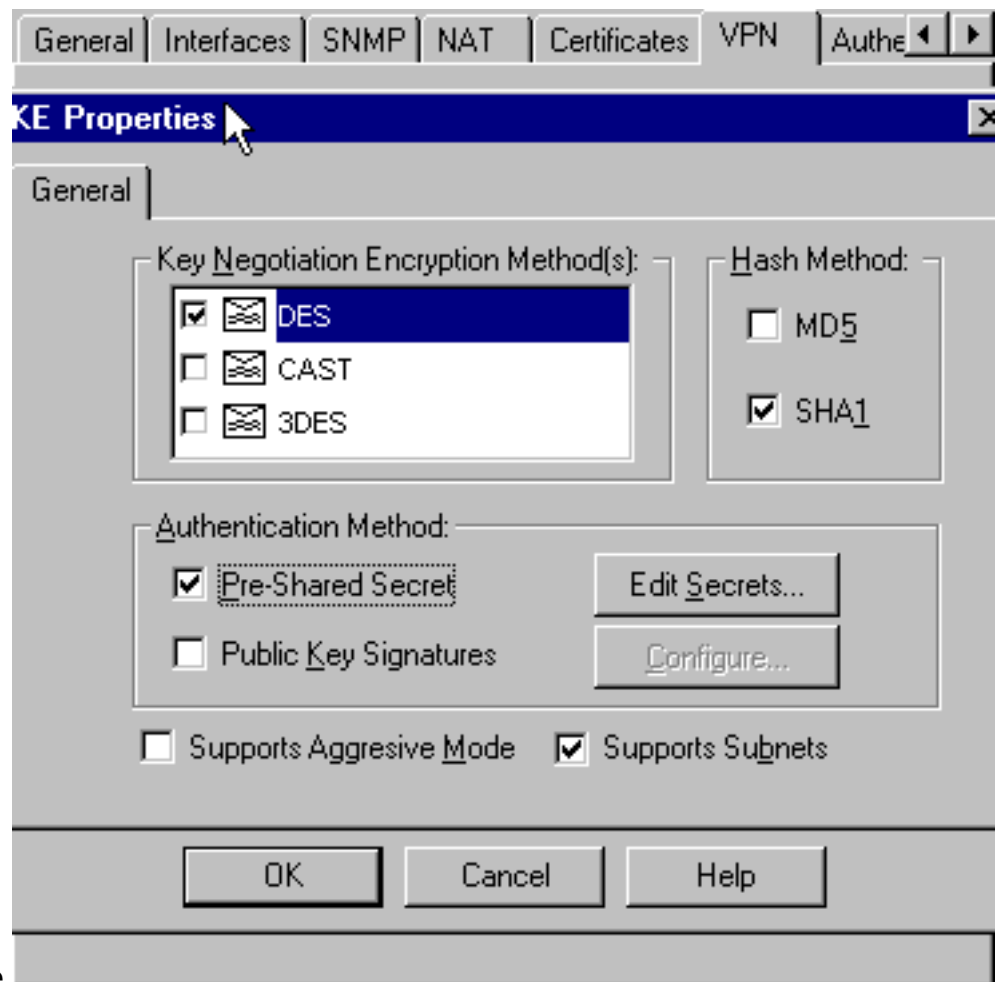 General Interfaces SNMP NAT Certificates VPN Authe
KE Properties
General
Key Negotiation Encryption Method(s):
Hash Method:
DES
CAST
3DES
MD5
SHA1
Authentication Method:
Pre-Shared Secret Edit Secrets...
Public Key Signatures Configure...
Supports Aggresive Mode Supports Subnets
OK Cancel Help